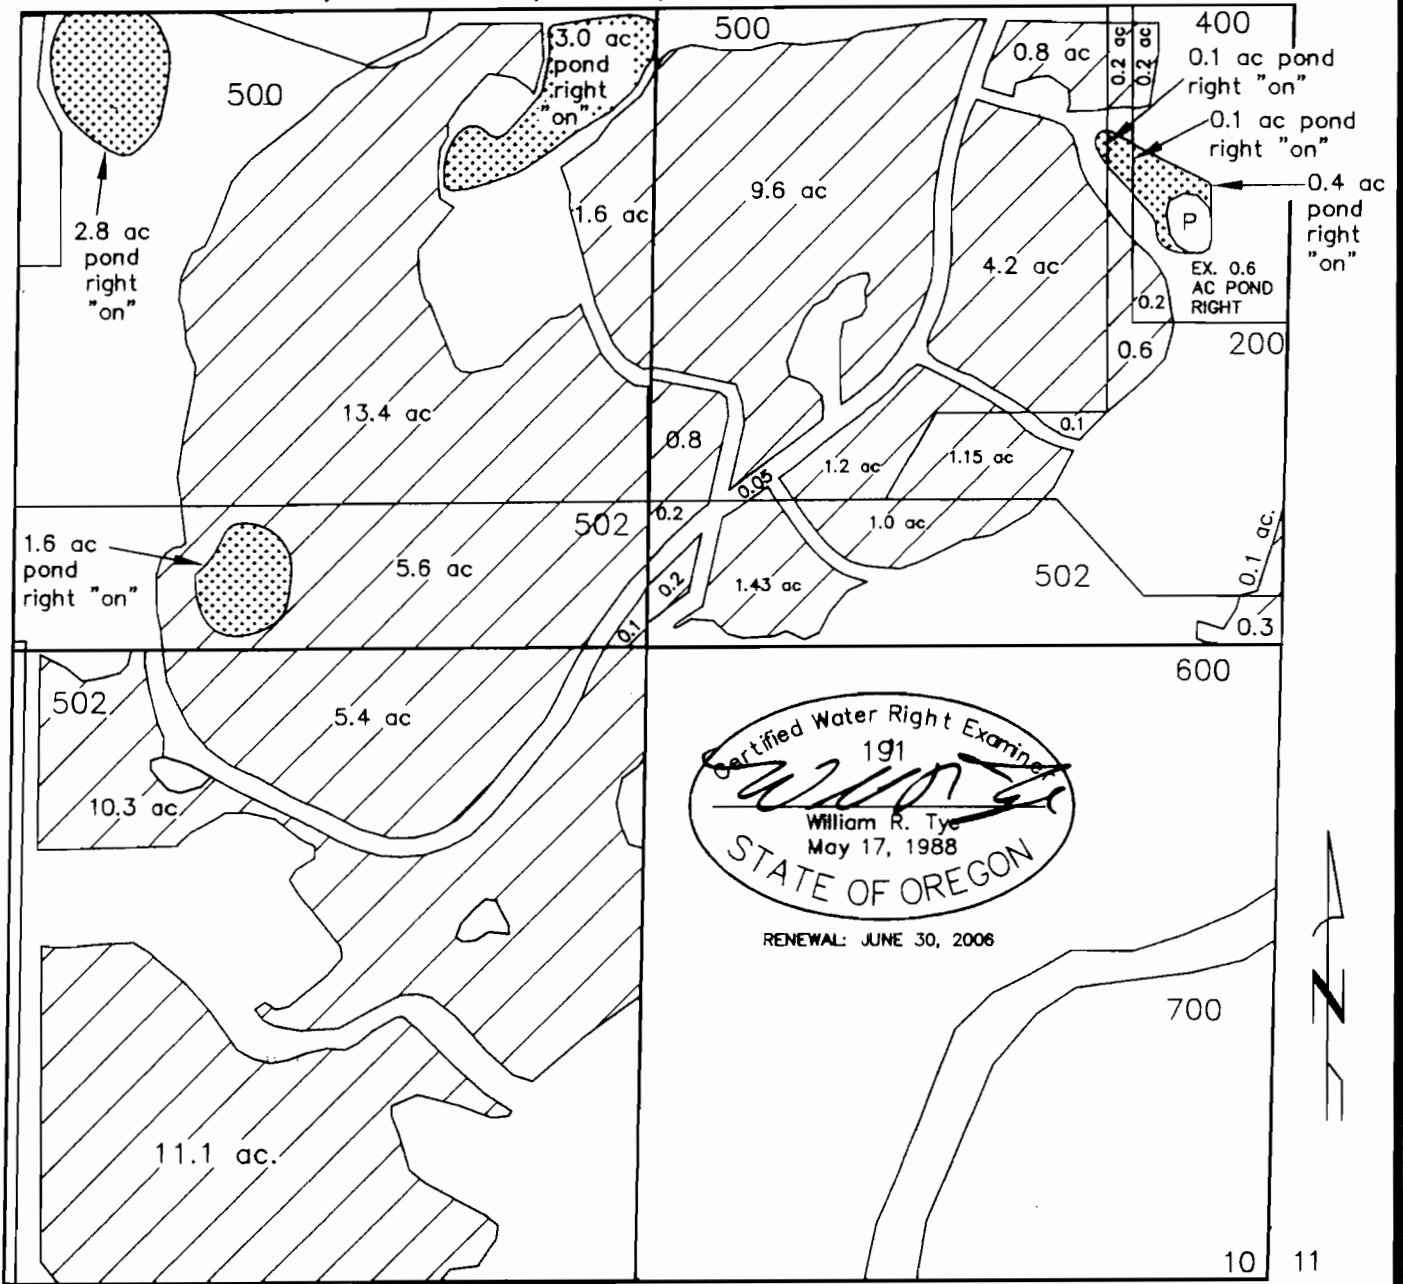 500
3.0 ac
pond
right
"on"
500
0.8 ac
0.2 ac
0.2 ac
400
0.1 ac pond
right "on"
0.1 ac pond
right "on"
0.4 ac
pond
right
"on"
2.8 ac
pond
right
"on"
1.6 ac
9.6 ac
4.2 ac
P
EX. 0.6
AC POND
RIGHT
0.2
0.6
200
13.4 ac
0.8
0.1
1.2 ac
1.15 ac
0.05
502
0.2
1.0 ac.
1.6 ac
pond
right "on"
5.6 ac
0.2
1.43 ac
502
0.1 ac.
0.1
0.3
502
5.4 ac
600
10.3 ac.
Certified Water Right Examiner
191
William R. Tye
May 17, 1988
STATE OF OREGON
RENEWAL: JUNE 30, 2006
N
700
11.1 ac.
10
11